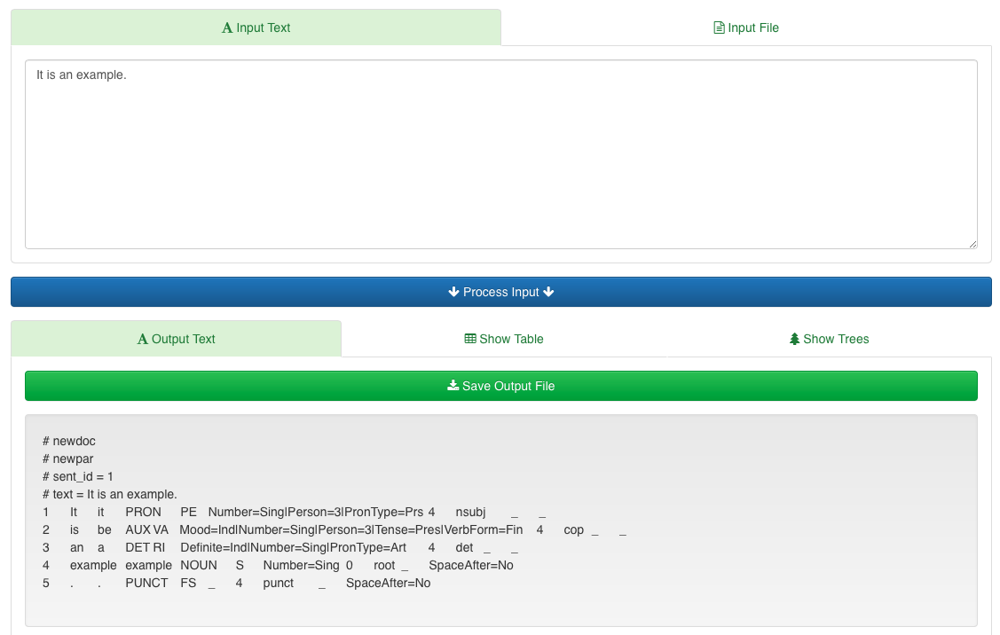 Input Text
Input File
It is an example.
Process Input
Output Text
Show Table
Show Trees
Save Output File
# newdoc
# newpar
# sent_id = 1
# text = It is an example.
1 It it PRON PE Number=Sing|Person=3|PronType=Prs 4 nsubj _ _
2 is be AUX VA Mood=Ind|Number=Sing|Person=3|Tense=Pres|VerbForm=Fin 4 cop _ _
3 an a DET RI Definite=Ind|Number=Sing|PronType=Art 4 det _ _
4 example example NOUN S Number=Sing 0 root _ SpaceAfter=No
5 . . PUNCT FS _ 4 punct _ SpaceAfter=No